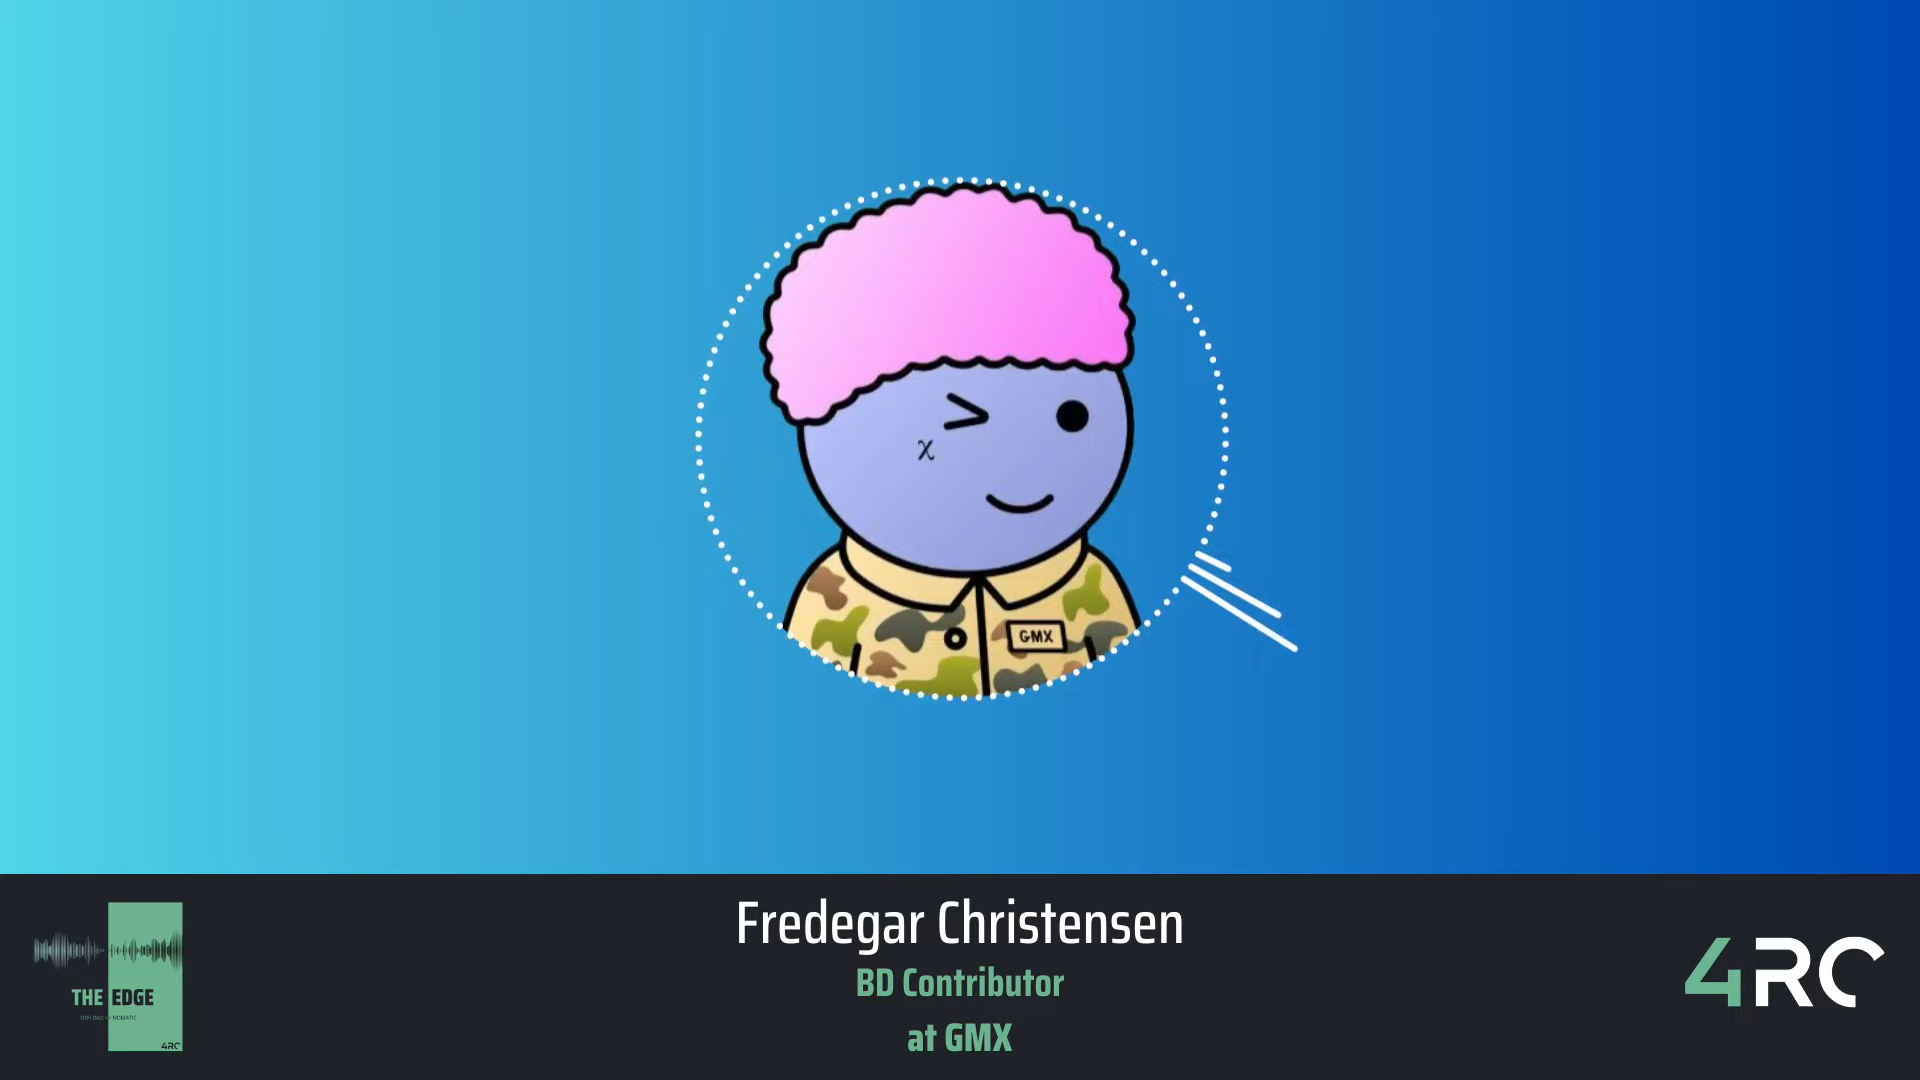 χ
GMX
Fredegar Christensen
BD Contributor
at GMX
THE EDGE
4RC
4RC